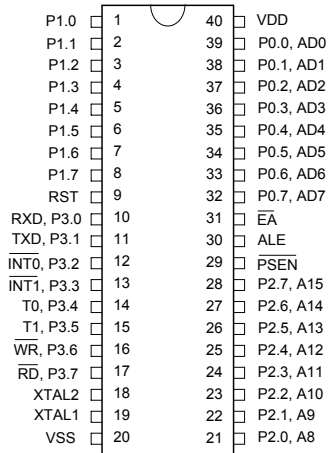 P1.0 1 40 VDD
P1.1 2 39 P0.0, AD0
P1.2 3 38 P0.1, AD1
P1.3 4 37 P0.2, AD2
P1.4 5 36 P0.3, AD3
P1.5 6 35 P0.4, AD4
P1.6 7 34 P0.5, AD5
P1.7 8 33 P0.6, AD6
RST 9 32 P0.7, AD7
RXD, P3.0 10 31 E̅A̅
TXD, P3.1 11 30 ALE
I̅N̅T̅0̅, P3.2 12 29 P̅S̅E̅N̅
I̅N̅T̅1̅, P3.3 13 28 P2.7, A15
T0, P3.4 14 27 P2.6, A14
T1, P3.5 15 26 P2.5, A13
W̅R̅, P3.6 16 25 P2.4, A12
R̅D̅, P3.7 17 24 P2.3, A11
XTAL2 18 23 P2.2, A10
XTAL1 19 22 P2.1, A9
VSS 20 21 P2.0, A8